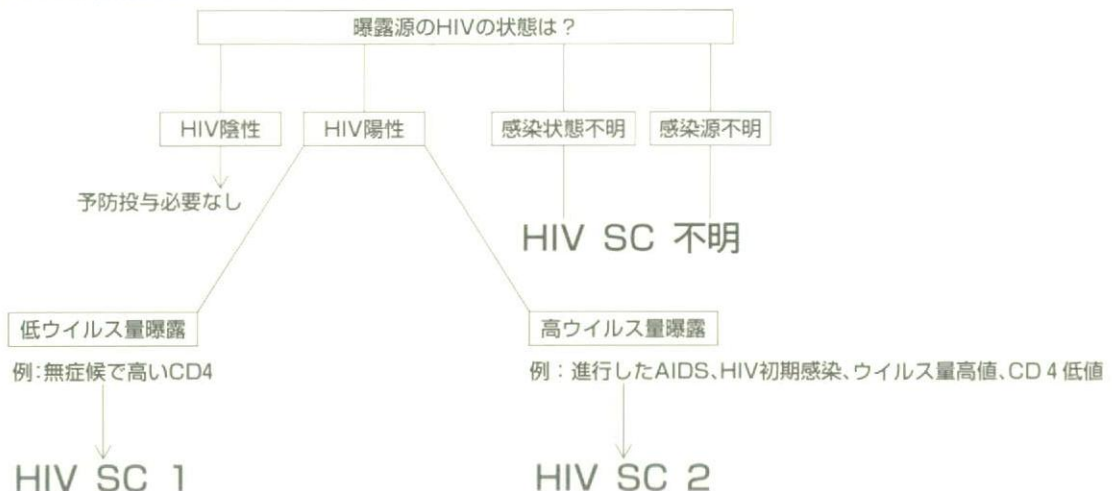 曝露源のHIVの状態は？
HIV陰性
HIV陽性
感染状態不明
感染源不明
予防投与必要なし
HIV SC 不明
低ウイルス量曝露
高ウイルス量曝露
例：無症候で高いCD4
例：進行したAIDS、HIV初期感染、ウイルス量高値、CD 4 低値
HIV SC 1
HIV SC 2